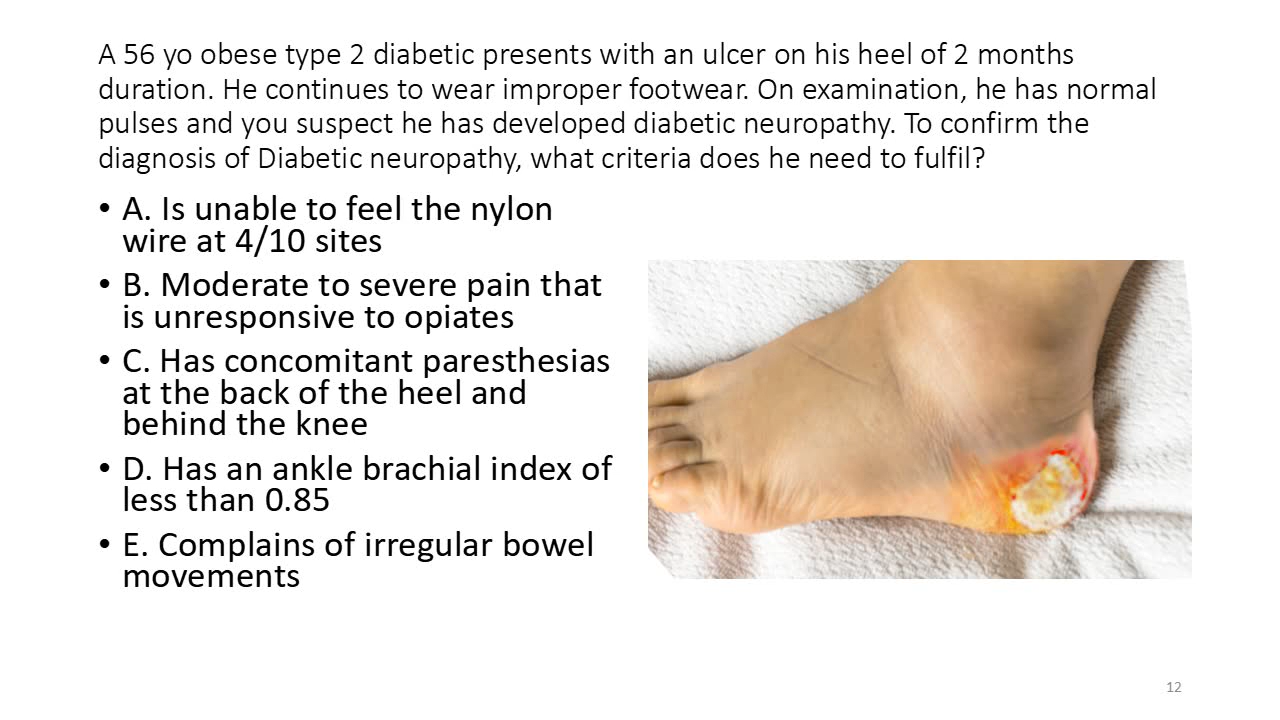 A 56 yo obese type 2 diabetic presents with an ulcer on his heel of 2 months
duration. He continues to wear improper footwear. On examination, he has normal
pulses and you suspect he has developed diabetic neuropathy. To confirm the
diagnosis of Diabetic neuropathy, what criteria does he need to fulfil?
• A. Is unable to feel the nylon
wire at 4/10 sites
• B. Moderate to severe pain that
is unresponsive to opiates
• C. Has concomitant paresthesias
at the back of the heel and
behind the knee
• D. Has an ankle brachial index of
less than 0.85
• E. Complains of irregular bowel
movements
12